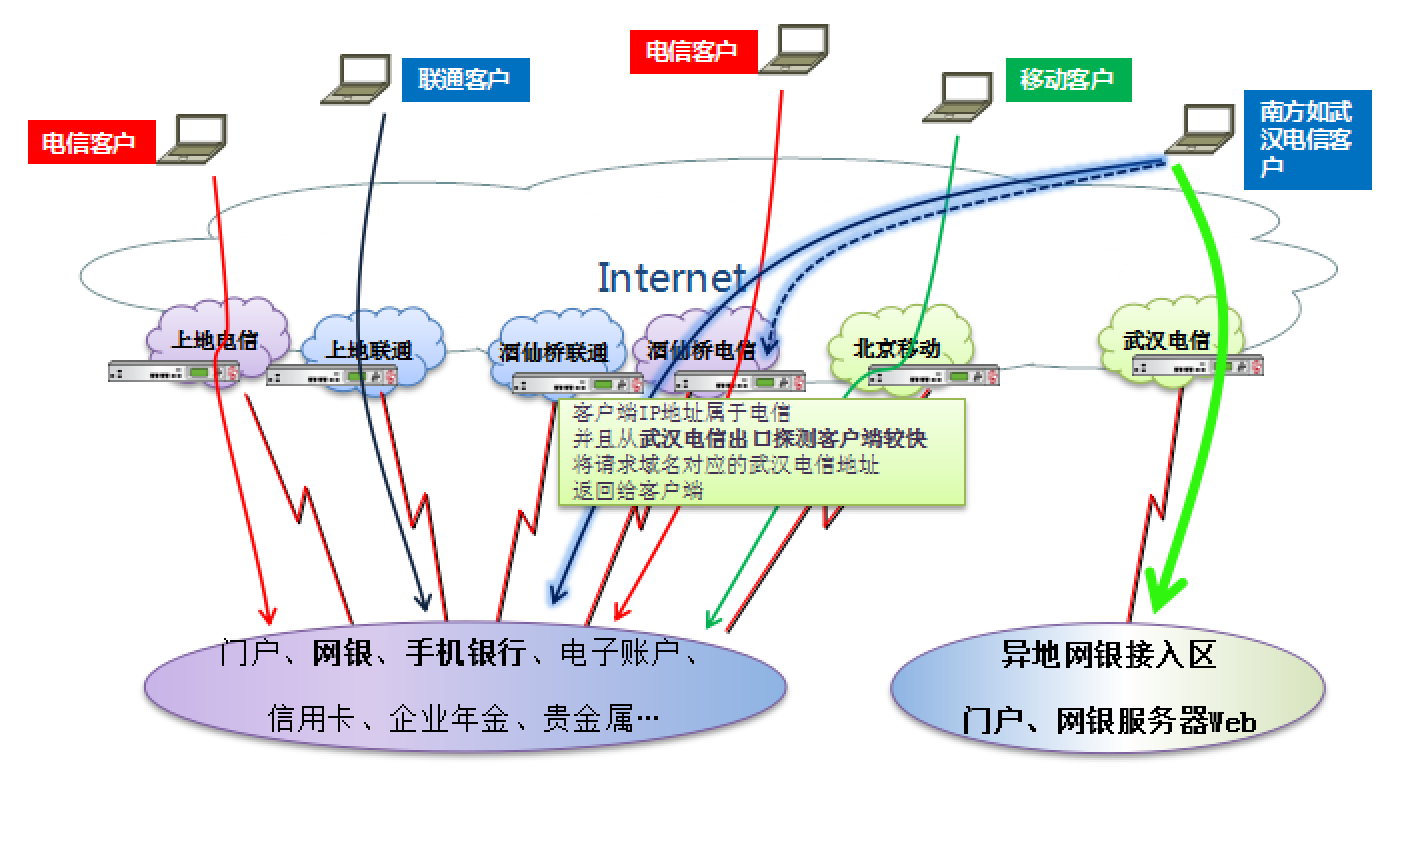 电信客户
联通客户
电信客户
移动客户
南方如武
汉电信客
户
Internet
上地电信
上地联通
酒仙桥联通
酒仙桥电信
北京移动
武汉电信
客户端IP地址属于电信
并且从武汉电信出口探测客户端较快
将请求域名对应的武汉电信地址
返回给客户端
门户、网银、手机银行、电子账户、
信用卡、企业年金、贵金属…
异地网银接入区
门户、网银服务器Web